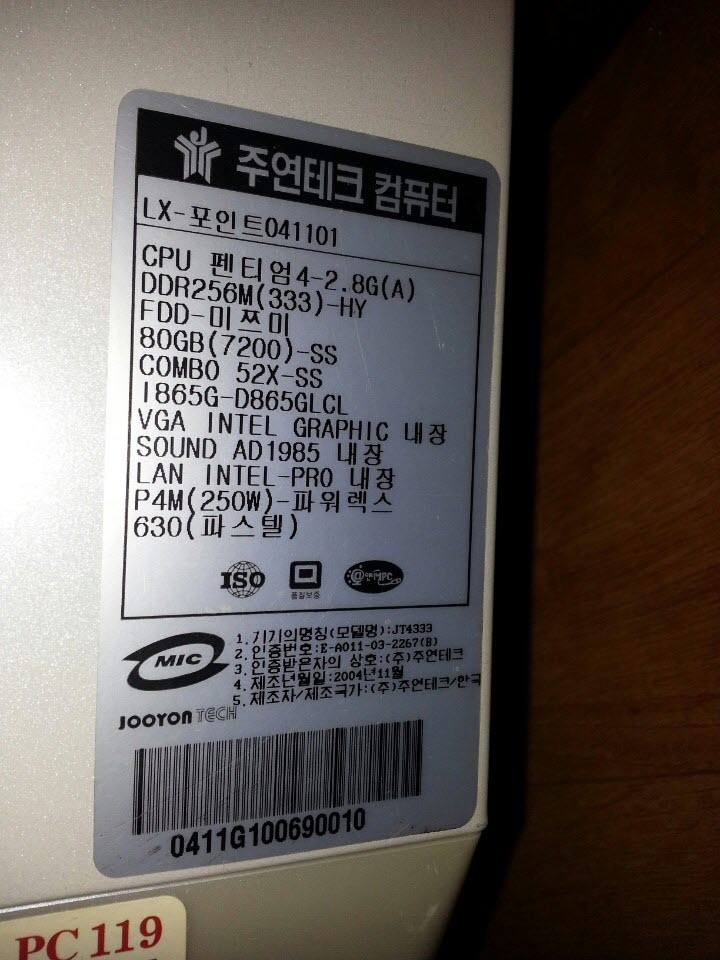 주연테크 컴퓨터
LX-포인트041101
CPU 펜티엄4-2.8G(A)
DDR256M(333)-HY
FDD-미쯔미
80GB(7200)-SS
COMBO 52X-SS
I865G-D865GLCL
VGA INTEL GRAPHIC 내장
SOUND AD1985 내장
LAN INTEL-PRO 내장
P4M(250W)-파워렉스
630(파스텔)
ISO
품질보증
MIC
1. 기기의명칭(모델명):JT4333
2. 인증번호:E-A011-03-2267(B)
3. 인증받은자의 상호:(주)주연테크
4. 제조년월일:2004년11월
5. 제조자/제조국가:(주)주연테크/한국
JOOYON TECH
0411G100690010
PC 119